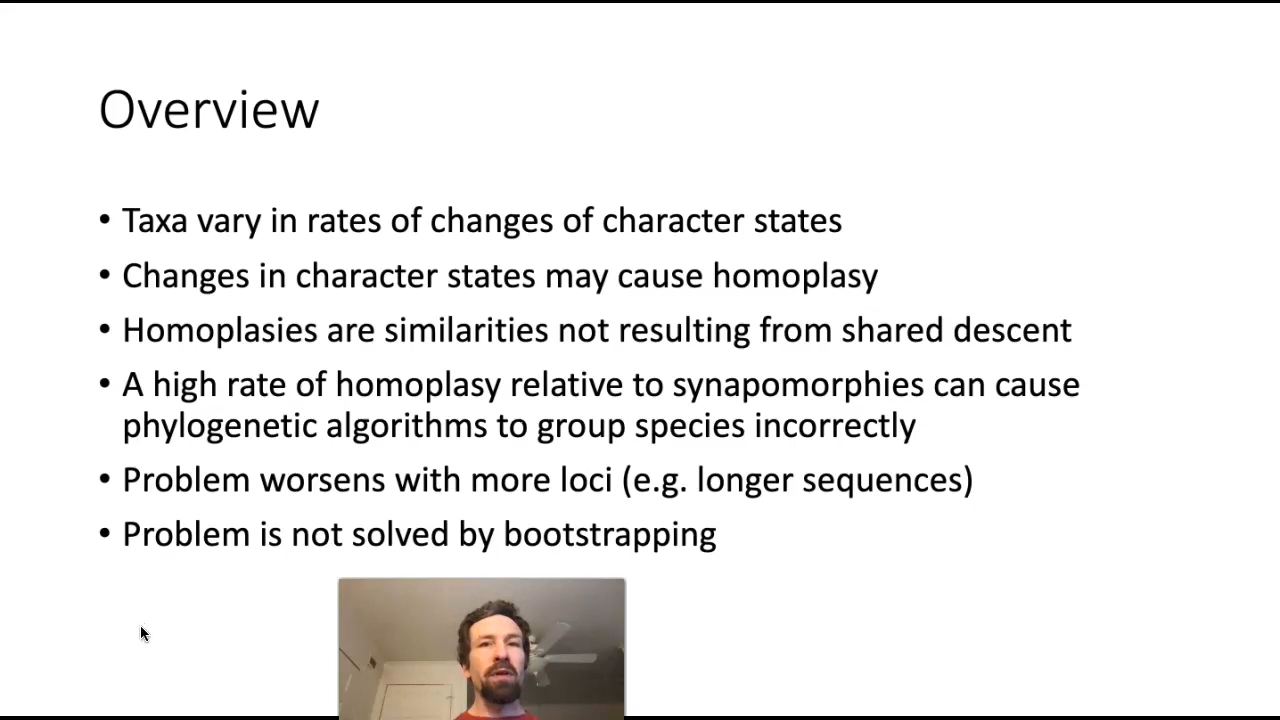 Overview
• Taxa vary in rates of changes of character states
• Changes in character states may cause homoplasy
• Homoplasies are similarities not resulting from shared descent
• A high rate of homoplasy relative to synapomorphies can cause
phylogenetic algorithms to group species incorrectly
• Problem worsens with more loci (e.g. longer sequences)
• Problem is not solved by bootstrapping